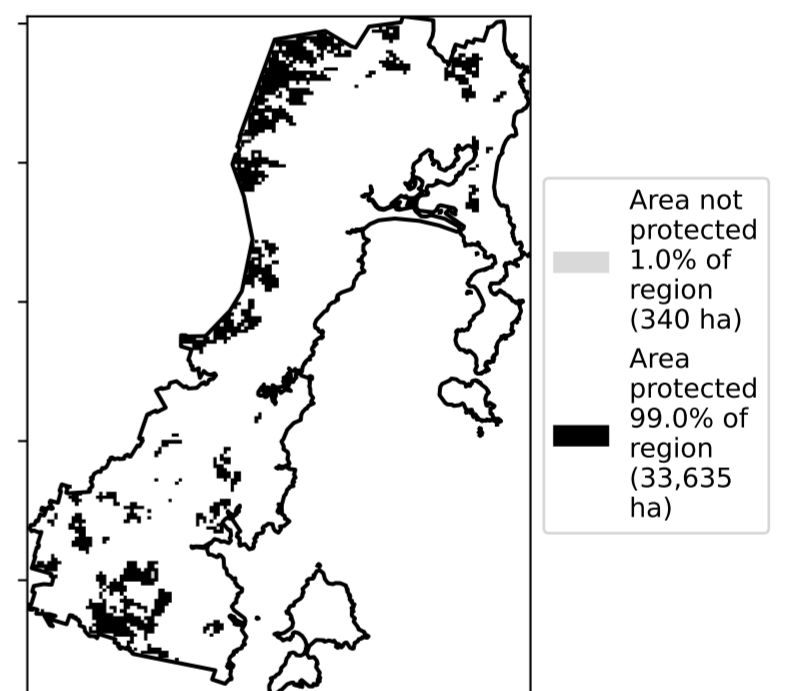 Area not
protected
1.0% of
region
(340 ha)
Area
protected
99.0% of
region
(33,635
ha)